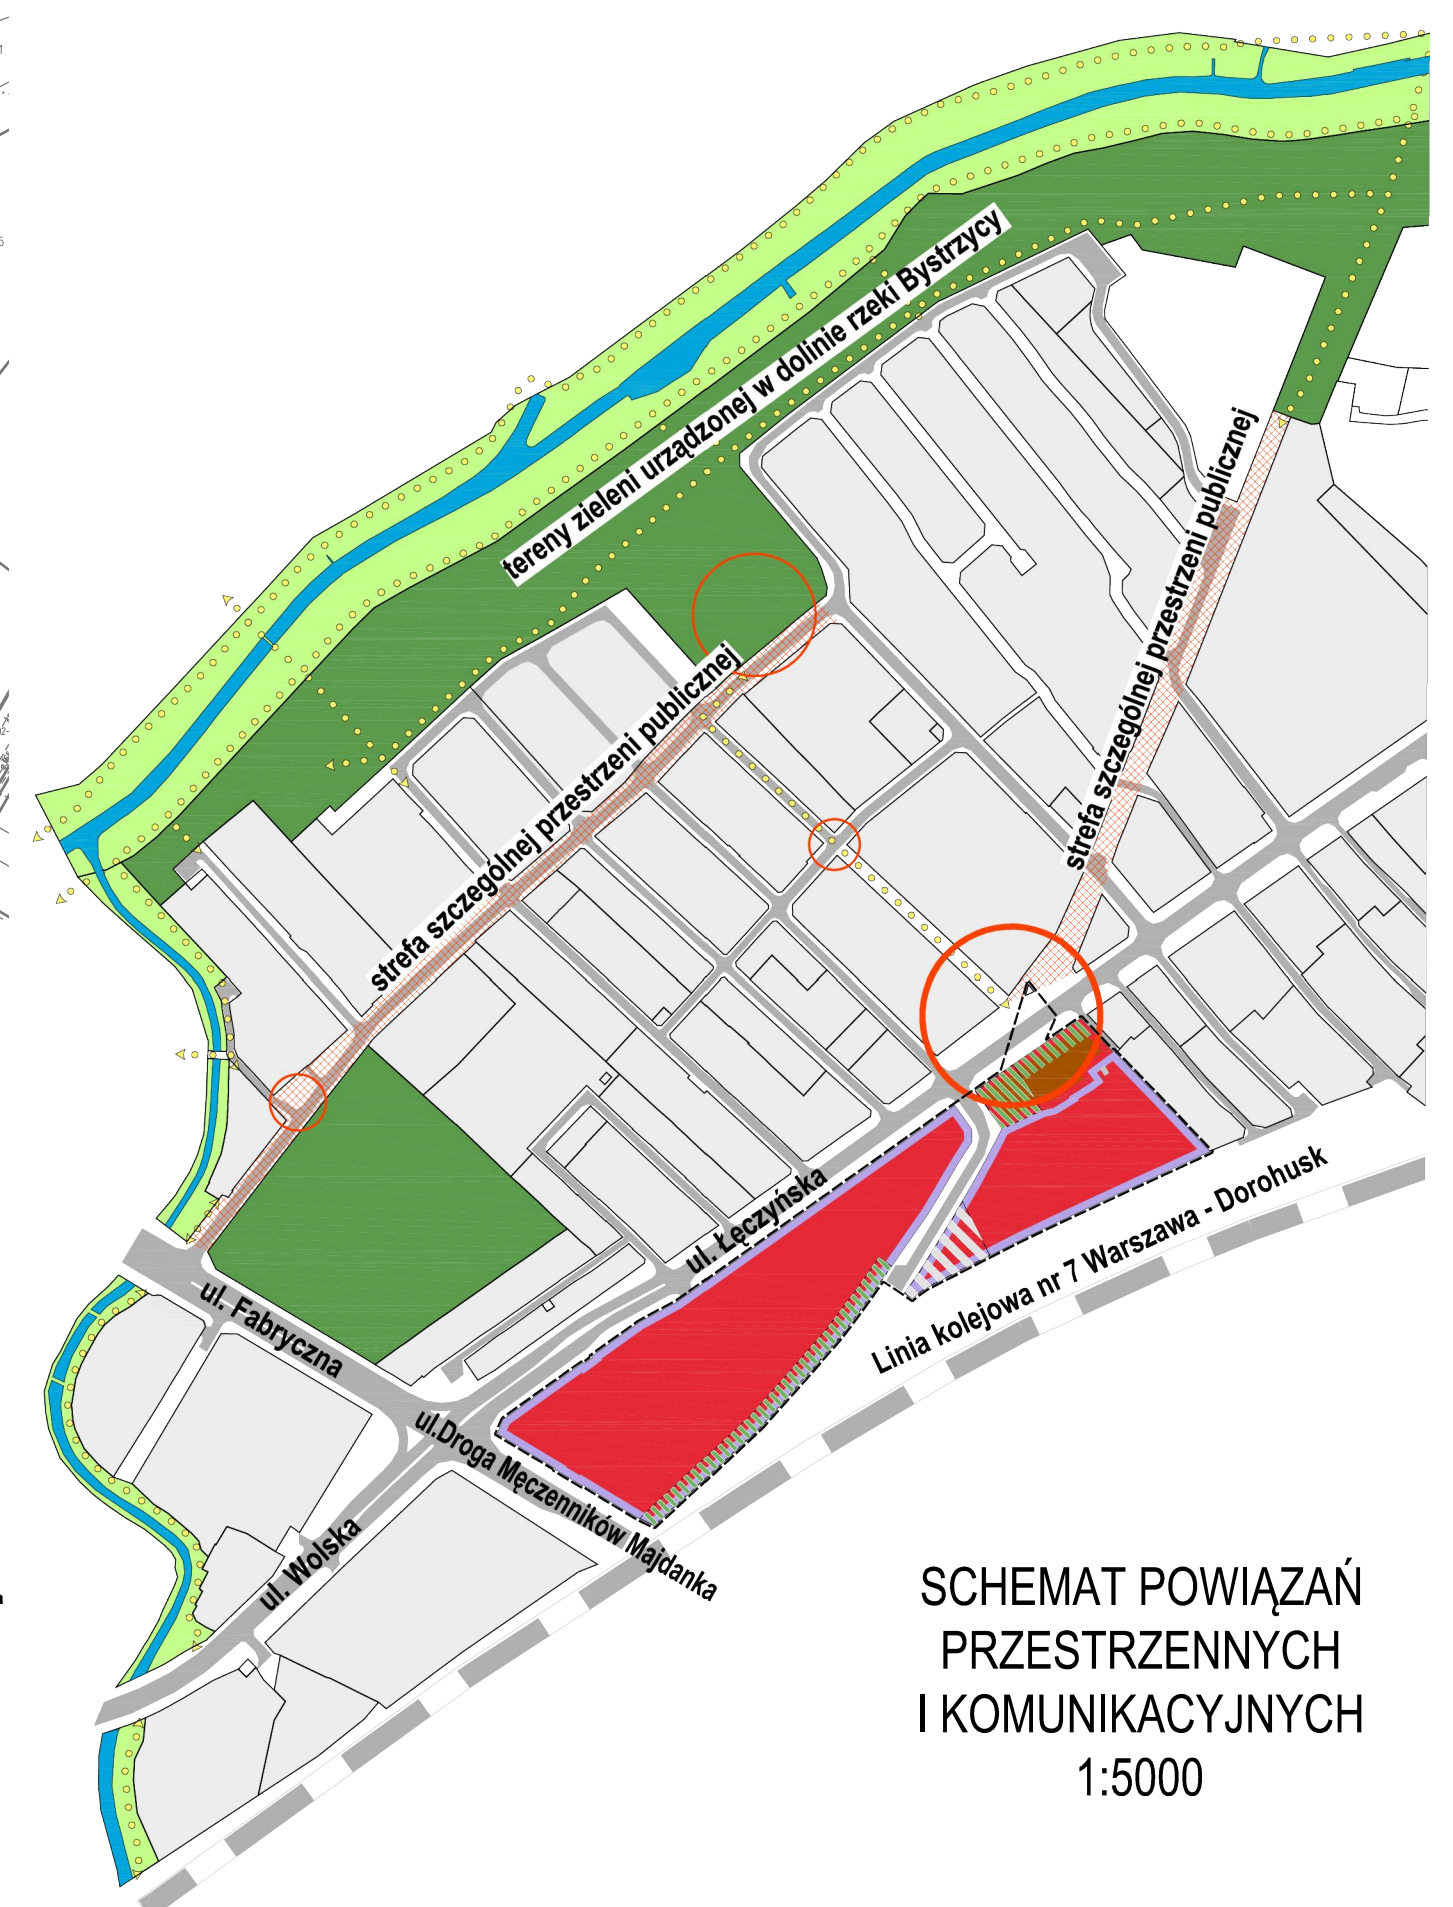 tereny zieleni urządzonej w dolinie rzeki Bystrzycy
strefa szczególnej przestrzeni publicznej
strefa szczególnej przestrzeni publicznej
ul. Łęczyńska
Linia kolejowa nr 7 Warszawa - Dorohusk
ul. Fabryczna
ul.Droga Męczenników Majdanka
ul. Wolska
SCHEMAT POWIĄZAŃ
PRZESTRZENNYCH
I KOMUNIKACYJNYCH
1:5000